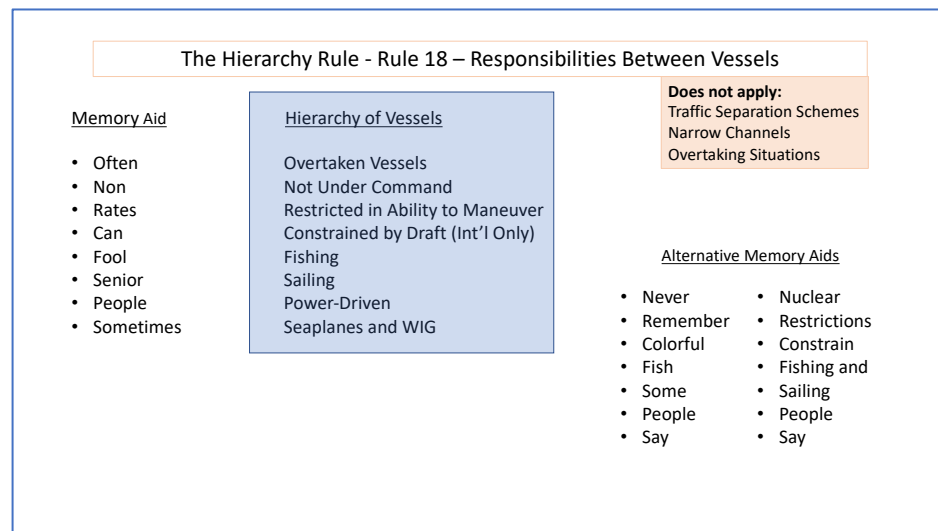 The Hierarchy Rule - Rule 18 – Responsibilities Between Vessels
Does not apply:
Traffic Separation Schemes
Narrow Channels
Overtaking Situations
Memory Aid
• Often
• Non
• Rates
• Can
• Fool
• Senior
• People
• Sometimes
Hierarchy of Vessels
Overtaken Vessels
Not Under Command
Restricted in Ability to Maneuver
Constrained by Draft (Int'l Only)
Fishing
Sailing
Power-Driven
Seaplanes and WIG
Alternative Memory Aids
• Never
• Remember
• Colorful
• Fish
• Some
• People
• Say
• Nuclear
• Restrictions
• Constrain
• Fishing and
• Sailing
• People
• Say